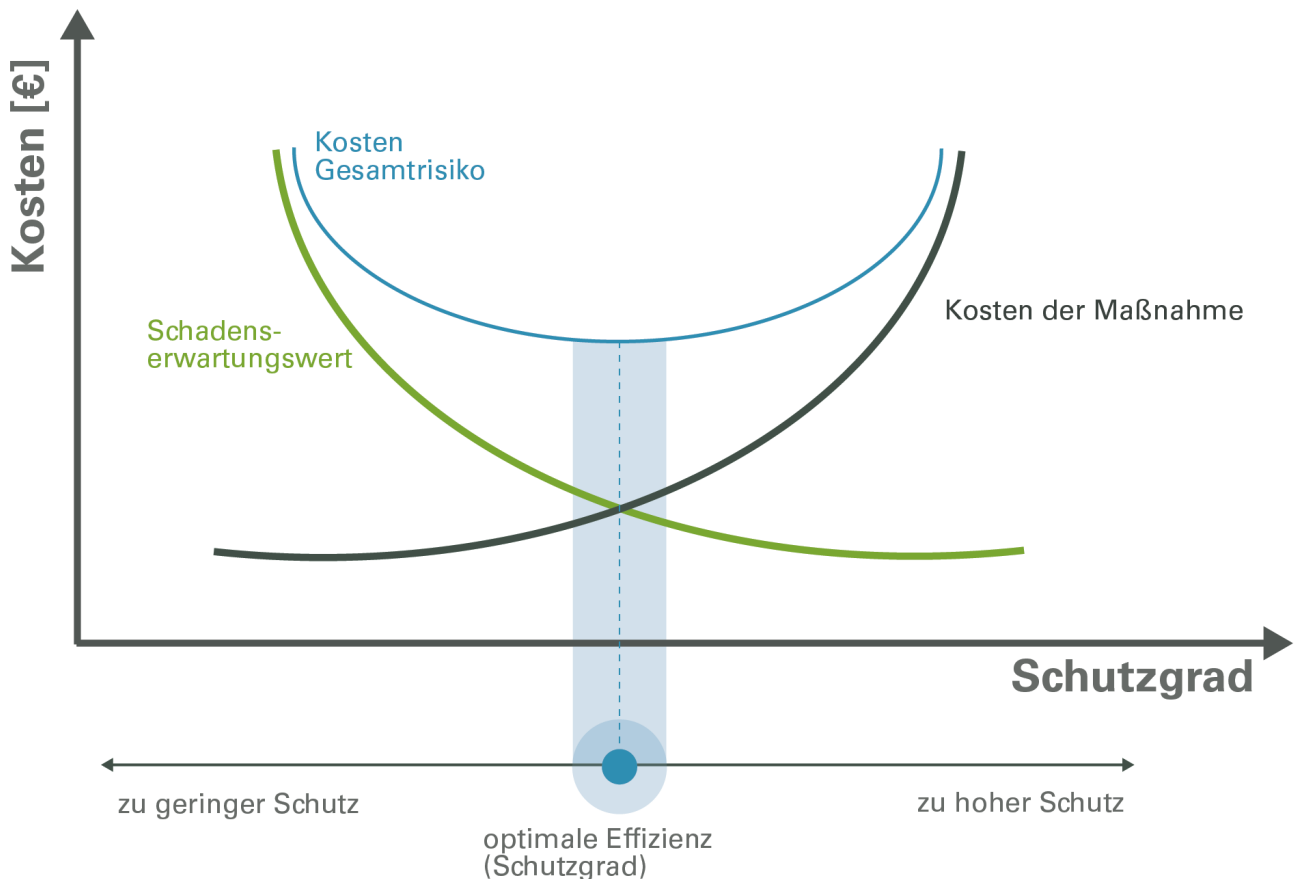 Kosten [€]
Kosten
Gesamtrisiko
Kosten der Maßnahme
Schadens-
erwartungswert
Schutzgrad
zu geringer Schutz
zu hoher Schutz
optimale Effizienz
(Schutzgrad)